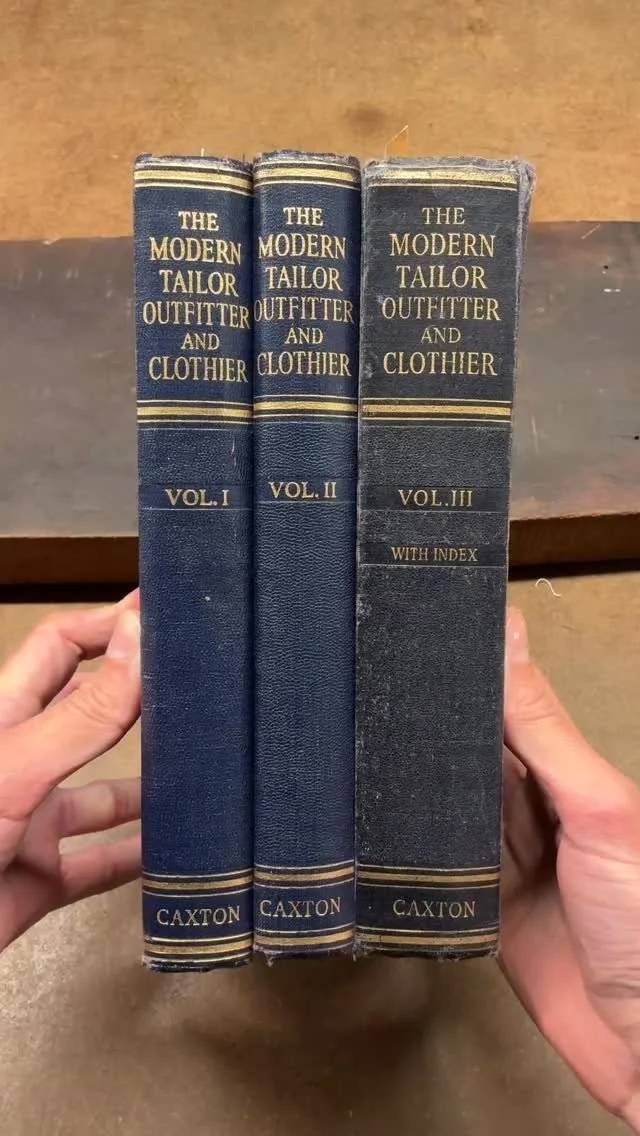 THE
MODERN
TAILOR
OUTFITTER
AND
CLOTHIER
VOL. I
CAXTON
THE
MODERN
TAILOR
OUTFITTER
AND
CLOTHIER
VOL. II
CAXTON
THE
MODERN
TAILOR
OUTFITTER
AND
CLOTHIER
VOL.III
WITH INDEX
CAXTON